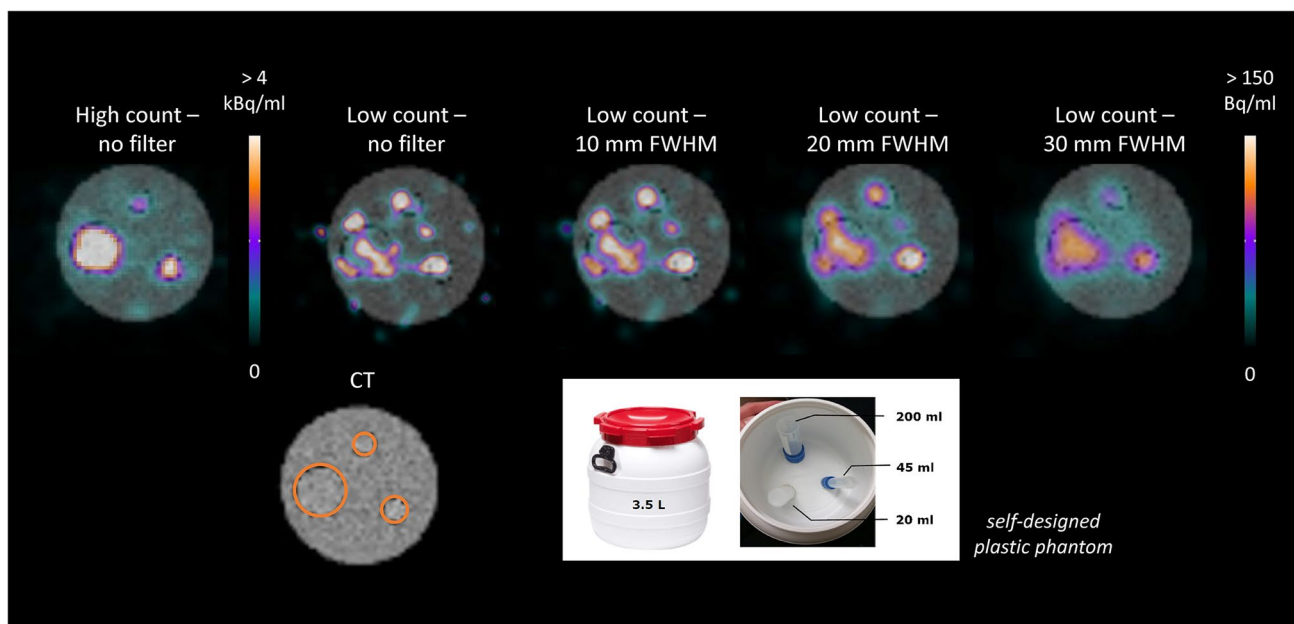 > 4
kBq/ml
High count –
no filter
Low count –
no filter
Low count –
10 mm FWHM
Low count –
20 mm FWHM
Low count –
30 mm FWHM
> 150
Bq/ml
0
0
CT
3.5 L
200 ml
45 ml
20 ml
self-designed
plastic phantom